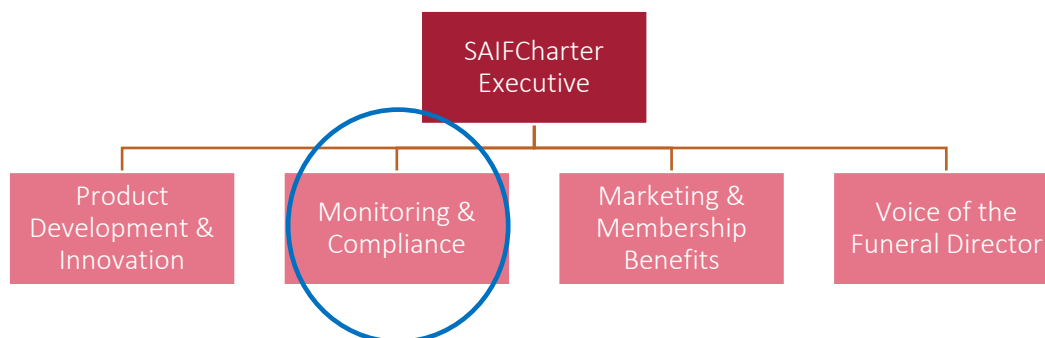 SAIFCharter
Executive
Product
Development &
Innovation
Monitoring &
Compliance
Marketing &
Membership
Benefits
Voice of the
Funeral Director